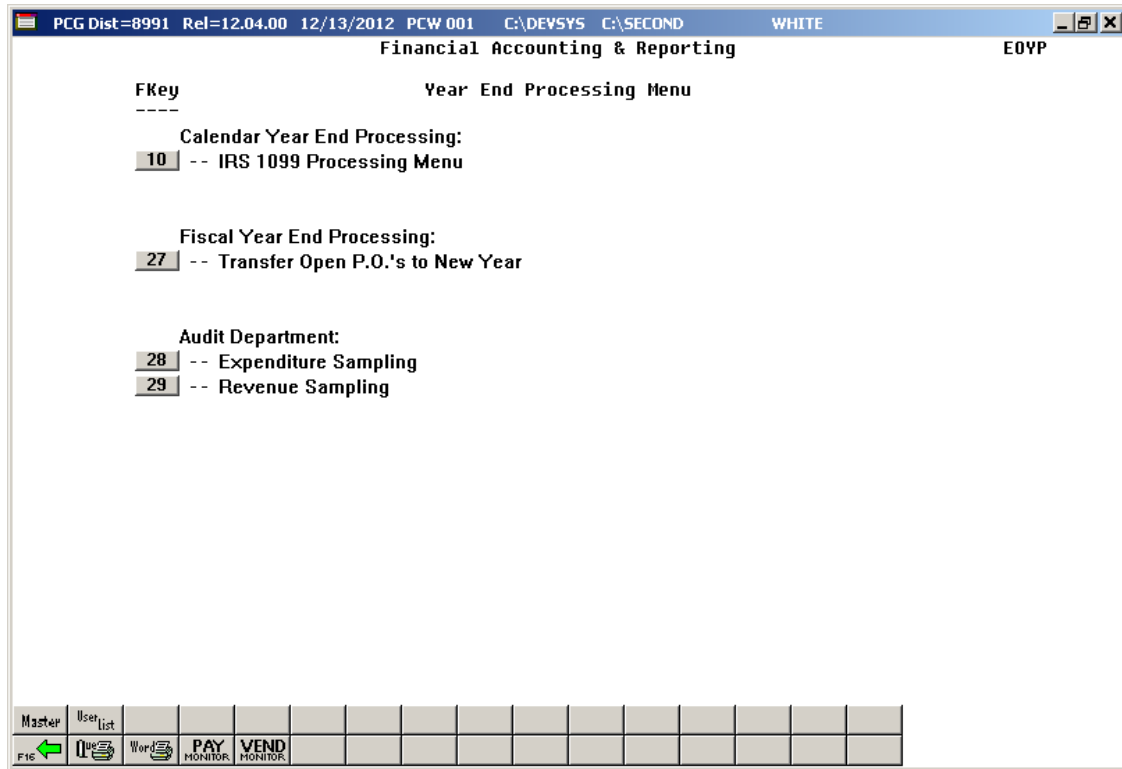 PCG Dist=8991 Rel=12.04.00 12/13/2012 PCW 001 C:\DEVSYS C:\SECOND WHITE
Financial Accounting & Reporting EOYP
FKey Year End Processing Menu
----
Calendar Year End Processing:
10 -- IRS 1099 Processing Menu
Fiscal Year End Processing:
27 -- Transfer Open P.O.'s to New Year
Audit Department:
28 -- Expenditure Sampling
29 -- Revenue Sampling
Master User List
F16 Que Word PAY MONITOR VEND MONITOR